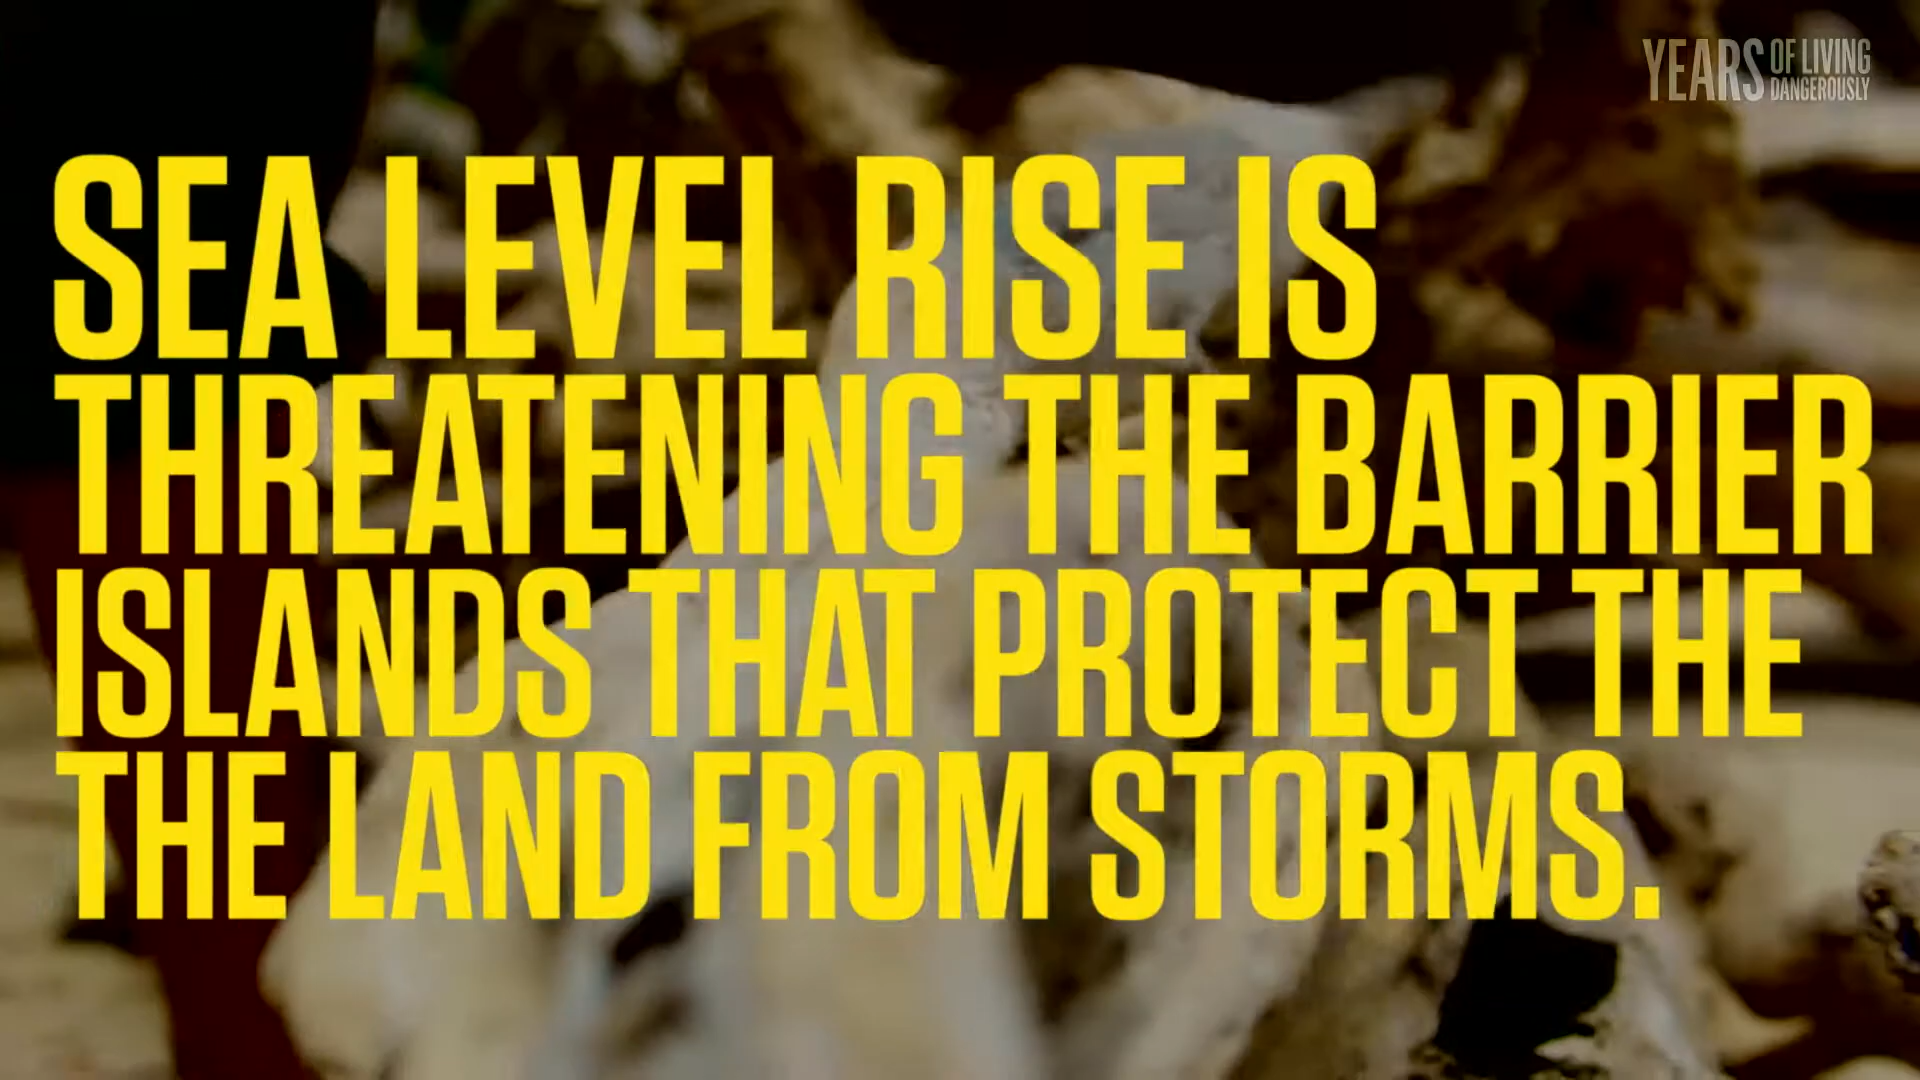 YEARS OF LIVING
DANGEROUSLY
SEA LEVEL RISE IS
THREATENING THE BARRIER
ISLANDS THAT PROTECT THE
THE LAND FROM STORMS.